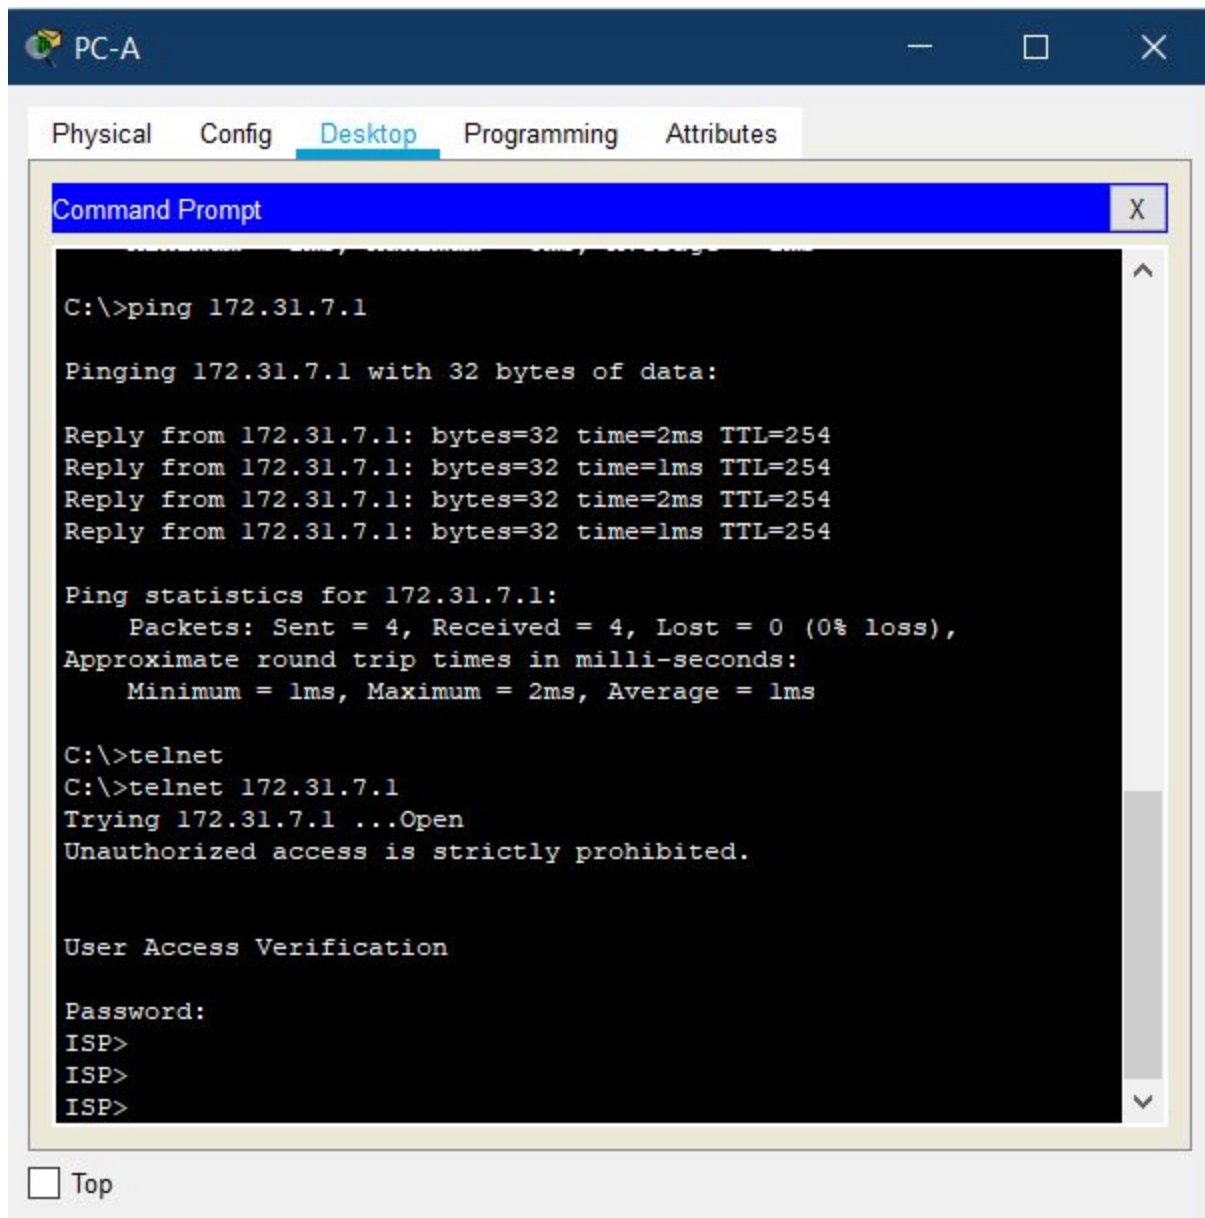 PC-A
Physical Config Desktop Programming Attributes
Command Prompt X
C:\>ping 172.31.7.1
Pinging 172.31.7.1 with 32 bytes of data:
Reply from 172.31.7.1: bytes=32 time=2ms TTL=254
Reply from 172.31.7.1: bytes=32 time=1ms TTL=254
Reply from 172.31.7.1: bytes=32 time=2ms TTL=254
Reply from 172.31.7.1: bytes=32 time=1ms TTL=254
Ping statistics for 172.31.7.1:
Packets: Sent = 4, Received = 4, Lost = 0 (0% loss),
Approximate round trip times in milli-seconds:
Minimum = 1ms, Maximum = 2ms, Average = 1ms
C:\>telnet
C:\>telnet 172.31.7.1
Trying 172.31.7.1 ...Open
Unauthorized access is strictly prohibited.
User Access Verification
Password:
ISP>
ISP>
ISP>
Top